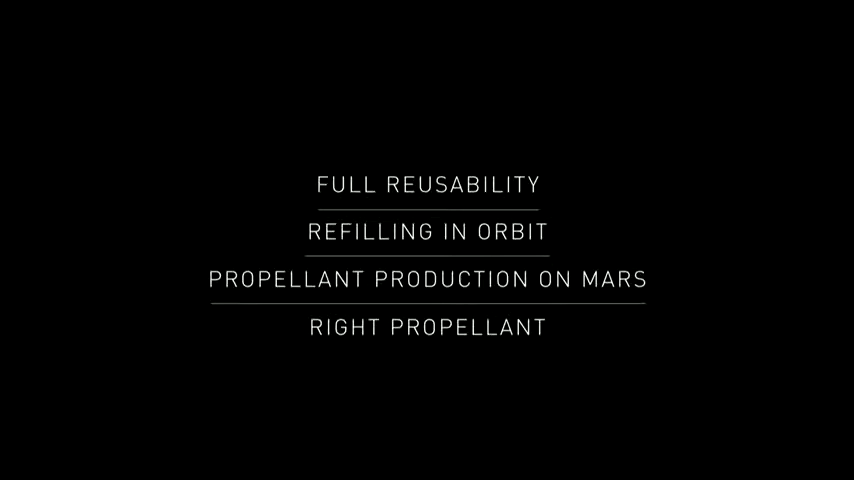 FULL REUSABILITY
REFILLING IN ORBIT
PROPELLANT PRODUCTION ON MARS
RIGHT PROPELLANT